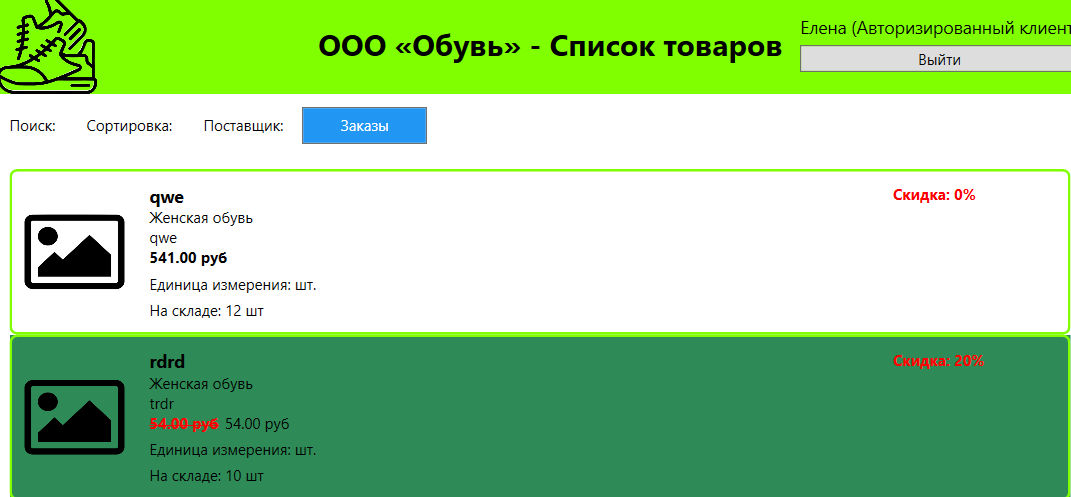 ООО «Обувь» - Список товаров
Елена (Авторизированный клиент
Выйти
Поиск: Сортировка: Поставщик: Заказы
qwe
Скидка: 0%
Женская обувь
qwe
541.00 руб
Единица измерения: шт.
На складе: 12 шт
rdrd
Скидка: 20%
Женская обувь
trdr
54.00 руб 54.00 руб
Единица измерения: шт.
На складе: 10 шт